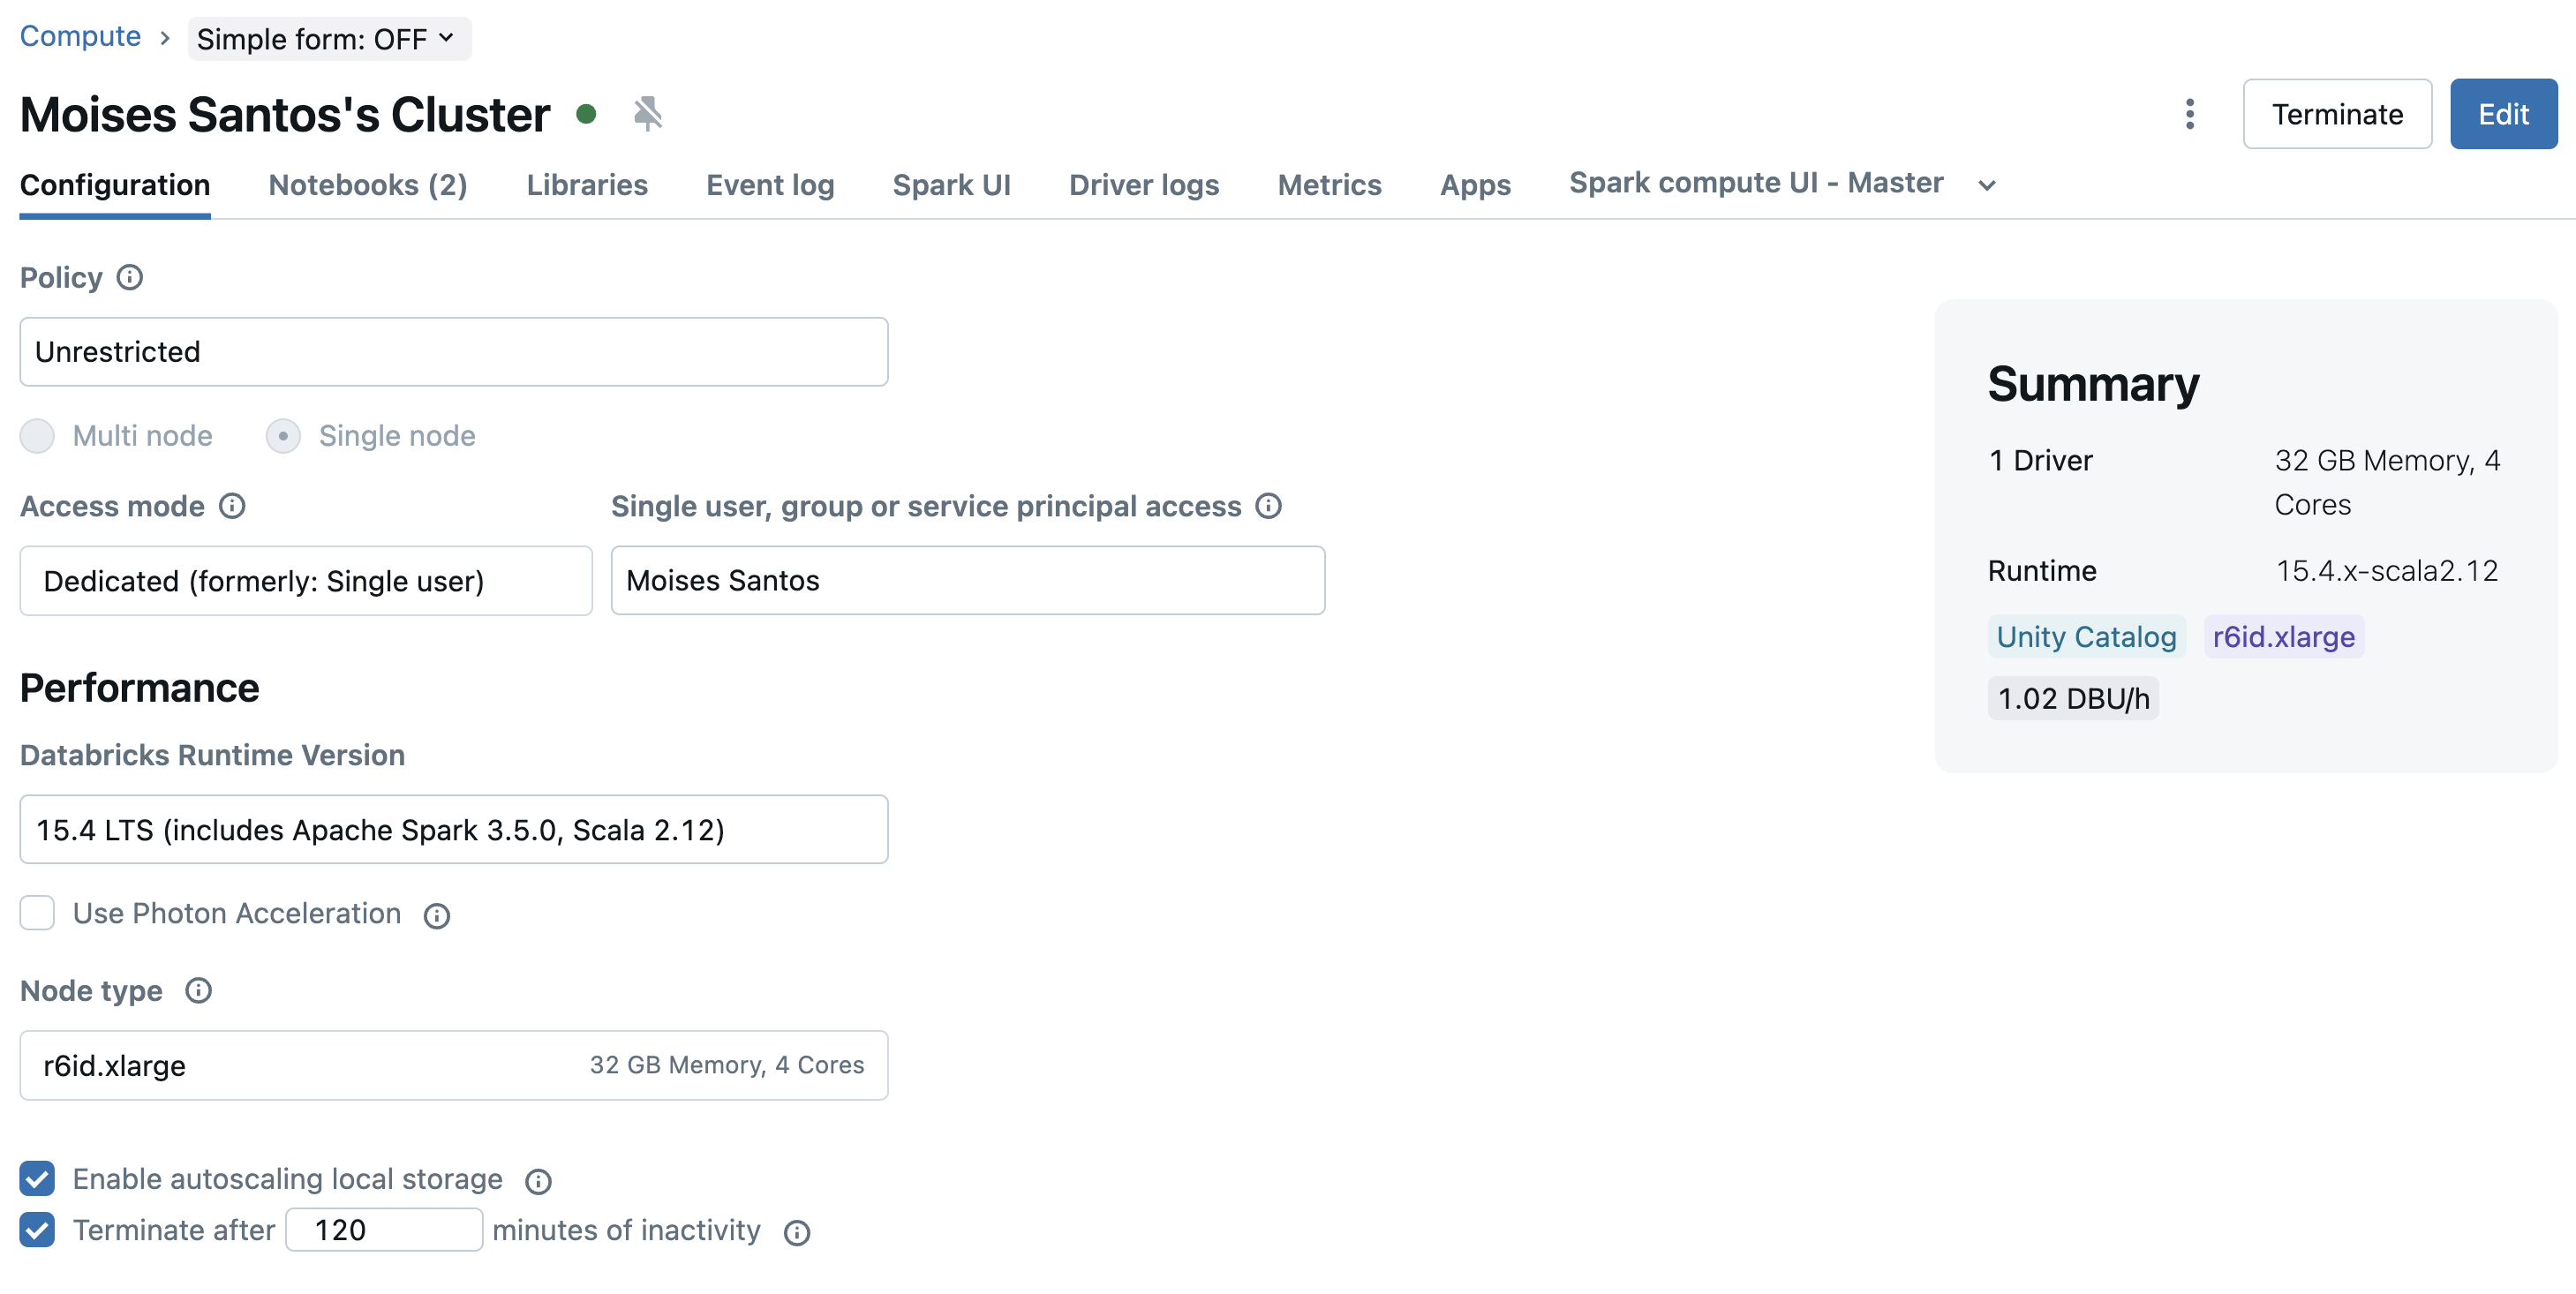 Compute › Simple form: OFF
Moises Santos's Cluster
Terminate
Edit
Configuration Notebooks (2) Libraries Event log Spark UI Driver logs Metrics Apps Spark compute UI - Master
Policy
Unrestricted
Multi node Single node
Access mode Single user, group or service principal access
Dedicated (formerly: Single user) Moises Santos
Performance
Databricks Runtime Version
15.4 LTS (includes Apache Spark 3.5.0, Scala 2.12)
Use Photon Acceleration
Node type
r6id.xlarge 32 GB Memory, 4 Cores
Enable autoscaling local storage
Terminate after 120 minutes of inactivity
Summary
1 Driver 32 GB Memory, 4
Cores
Runtime 15.4.x-scala2.12
Unity Catalog r6id.xlarge
1.02 DBU/h